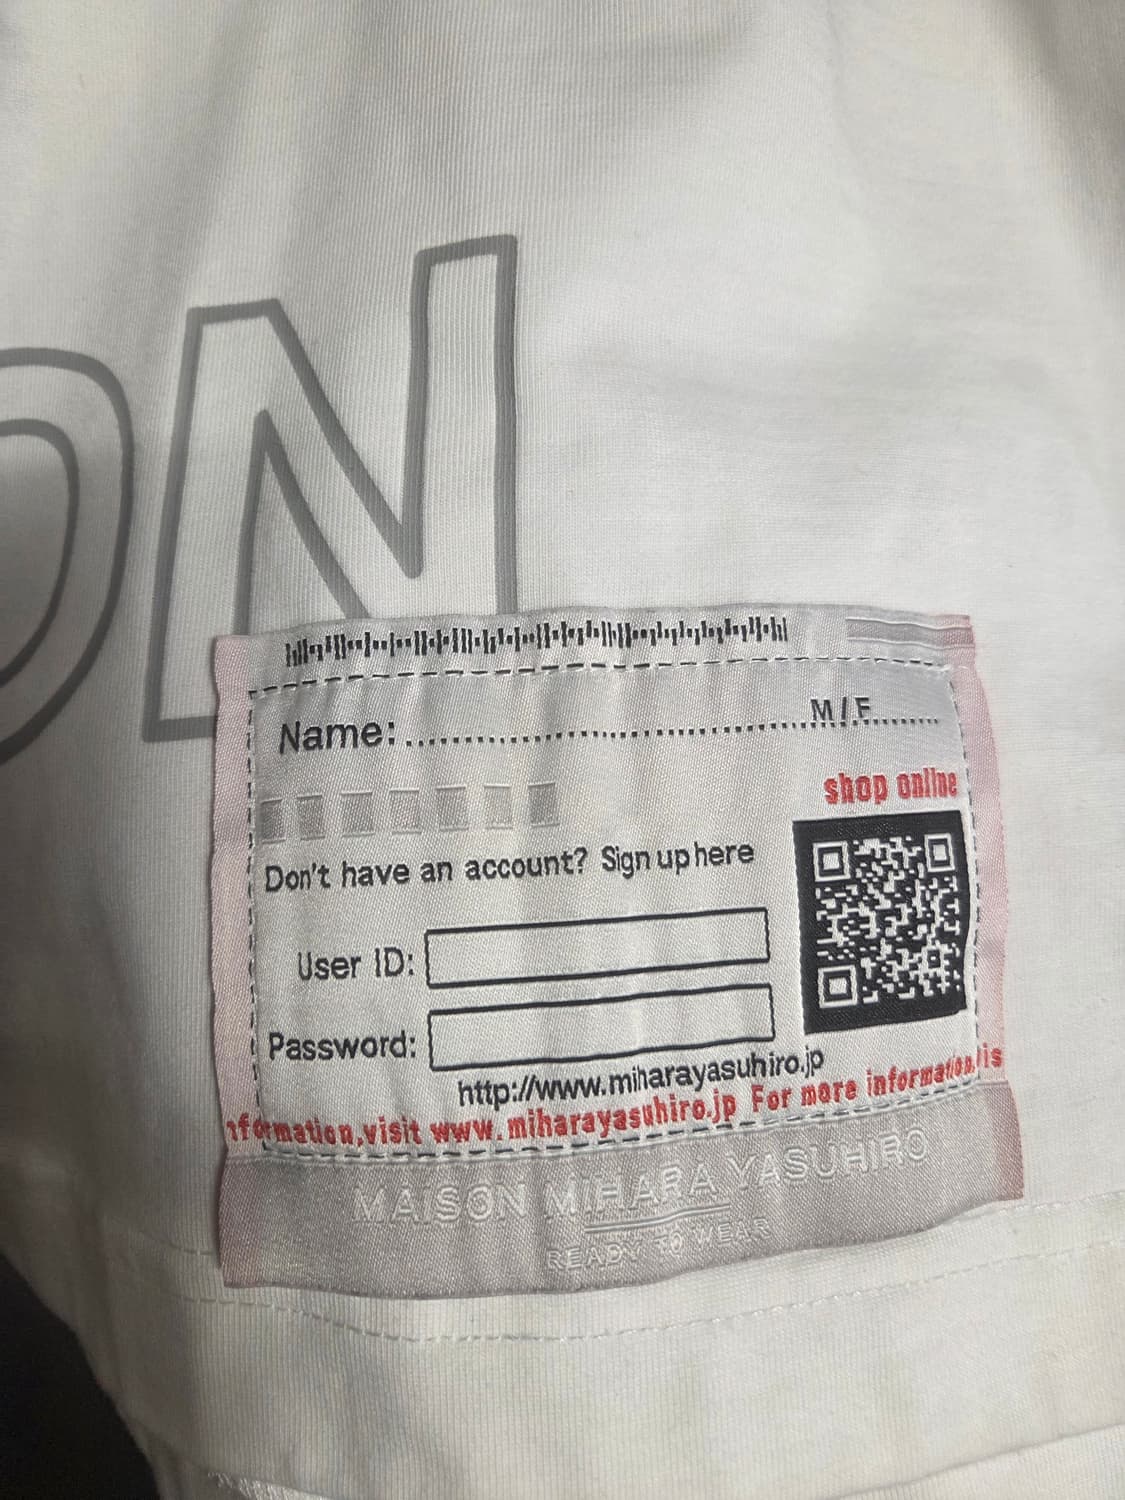 ON
Name:..............................M / F........
shop online
Don't have an account? Sign up here
User ID:
Password:
http://www.miharayasuhiro.jp
nformation,visit www.miharayasuhiro.jp For more information,vis
MAISON MIHARA YASUHIRO
READY TO WEAR